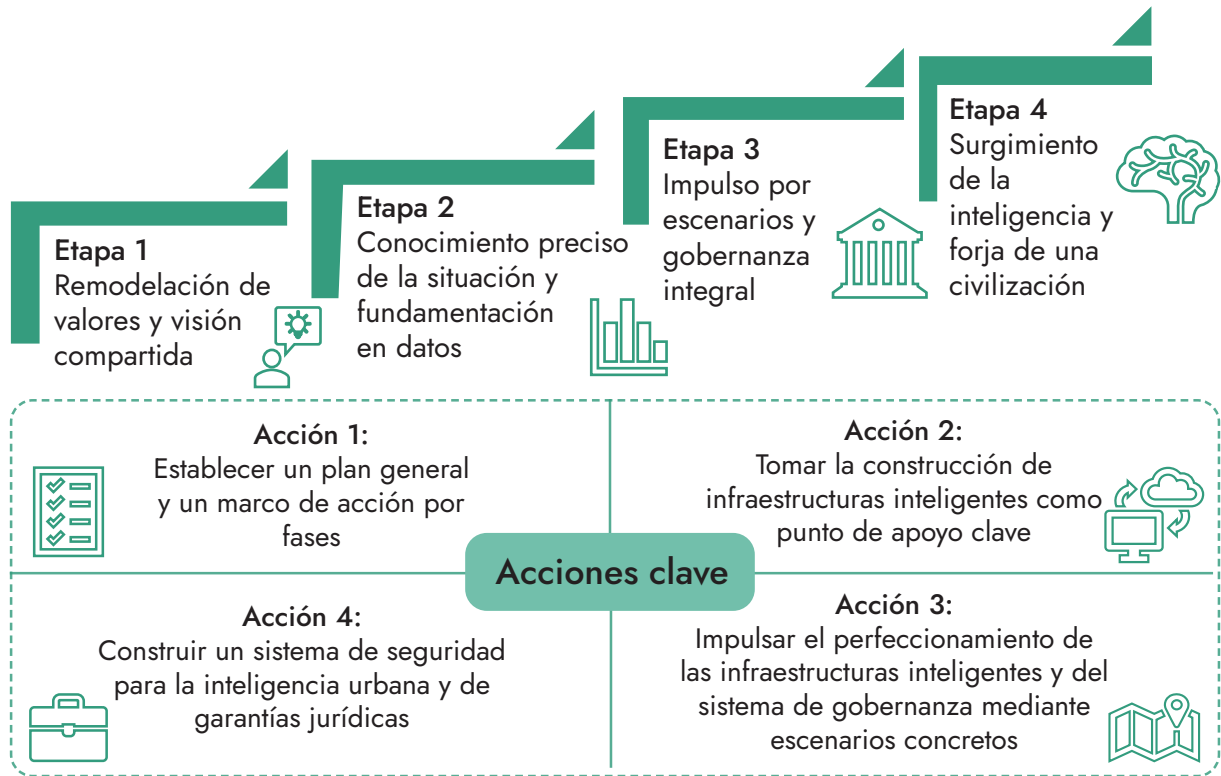 Etapa 1
Remodelación de
valores y visión
compartida
Etapa 2
Conocimiento preciso
de la situación y
fundamentación
en datos
Etapa 3
Impulso por
escenarios y
gobernanza
integral
Etapa 4
Surgimiento
de la
inteligencia y
forja de una
civilización
Acción 1:
Establecer un plan general
y un marco de acción por
fases
Acción 2:
Tomar la construcción de
infraestructuras inteligentes como
punto de apoyo clave
Acciones clave
Acción 4:
Construir un sistema de seguridad
para la inteligencia urbana y de
garantías jurídicas
Acción 3:
Impulsar el perfeccionamiento de
las infraestructuras inteligentes y del
sistema de gobernanza mediante
escenarios concretos